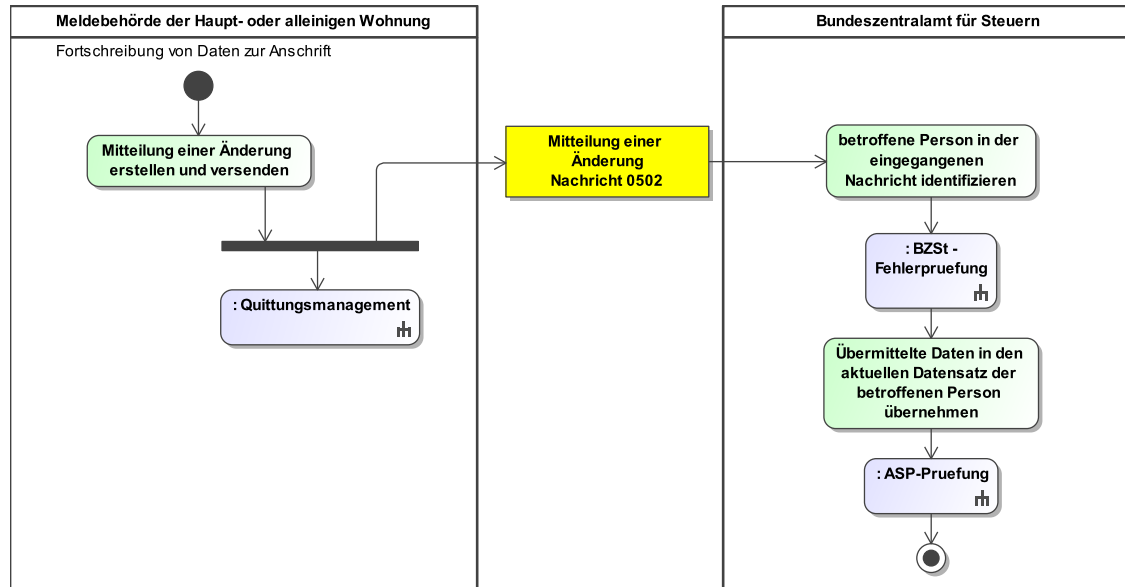 Meldebehörde der Haupt- oder alleinigen Wohnung
Fortschreibung von Daten zur Anschrift
Mitteilung einer Änderung
erstellen und versenden
: Quittungsmanagement
Mitteilung einer
Änderung
Nachricht 0502
Bundeszentralamt für Steuern
betroffene Person in der
eingegangenen
Nachricht identifizieren
: BZSt -
Fehlerpruefung
Übermittelte Daten in den
aktuellen Datensatz der
betroffenen Person
übernehmen
: ASP-Pruefung